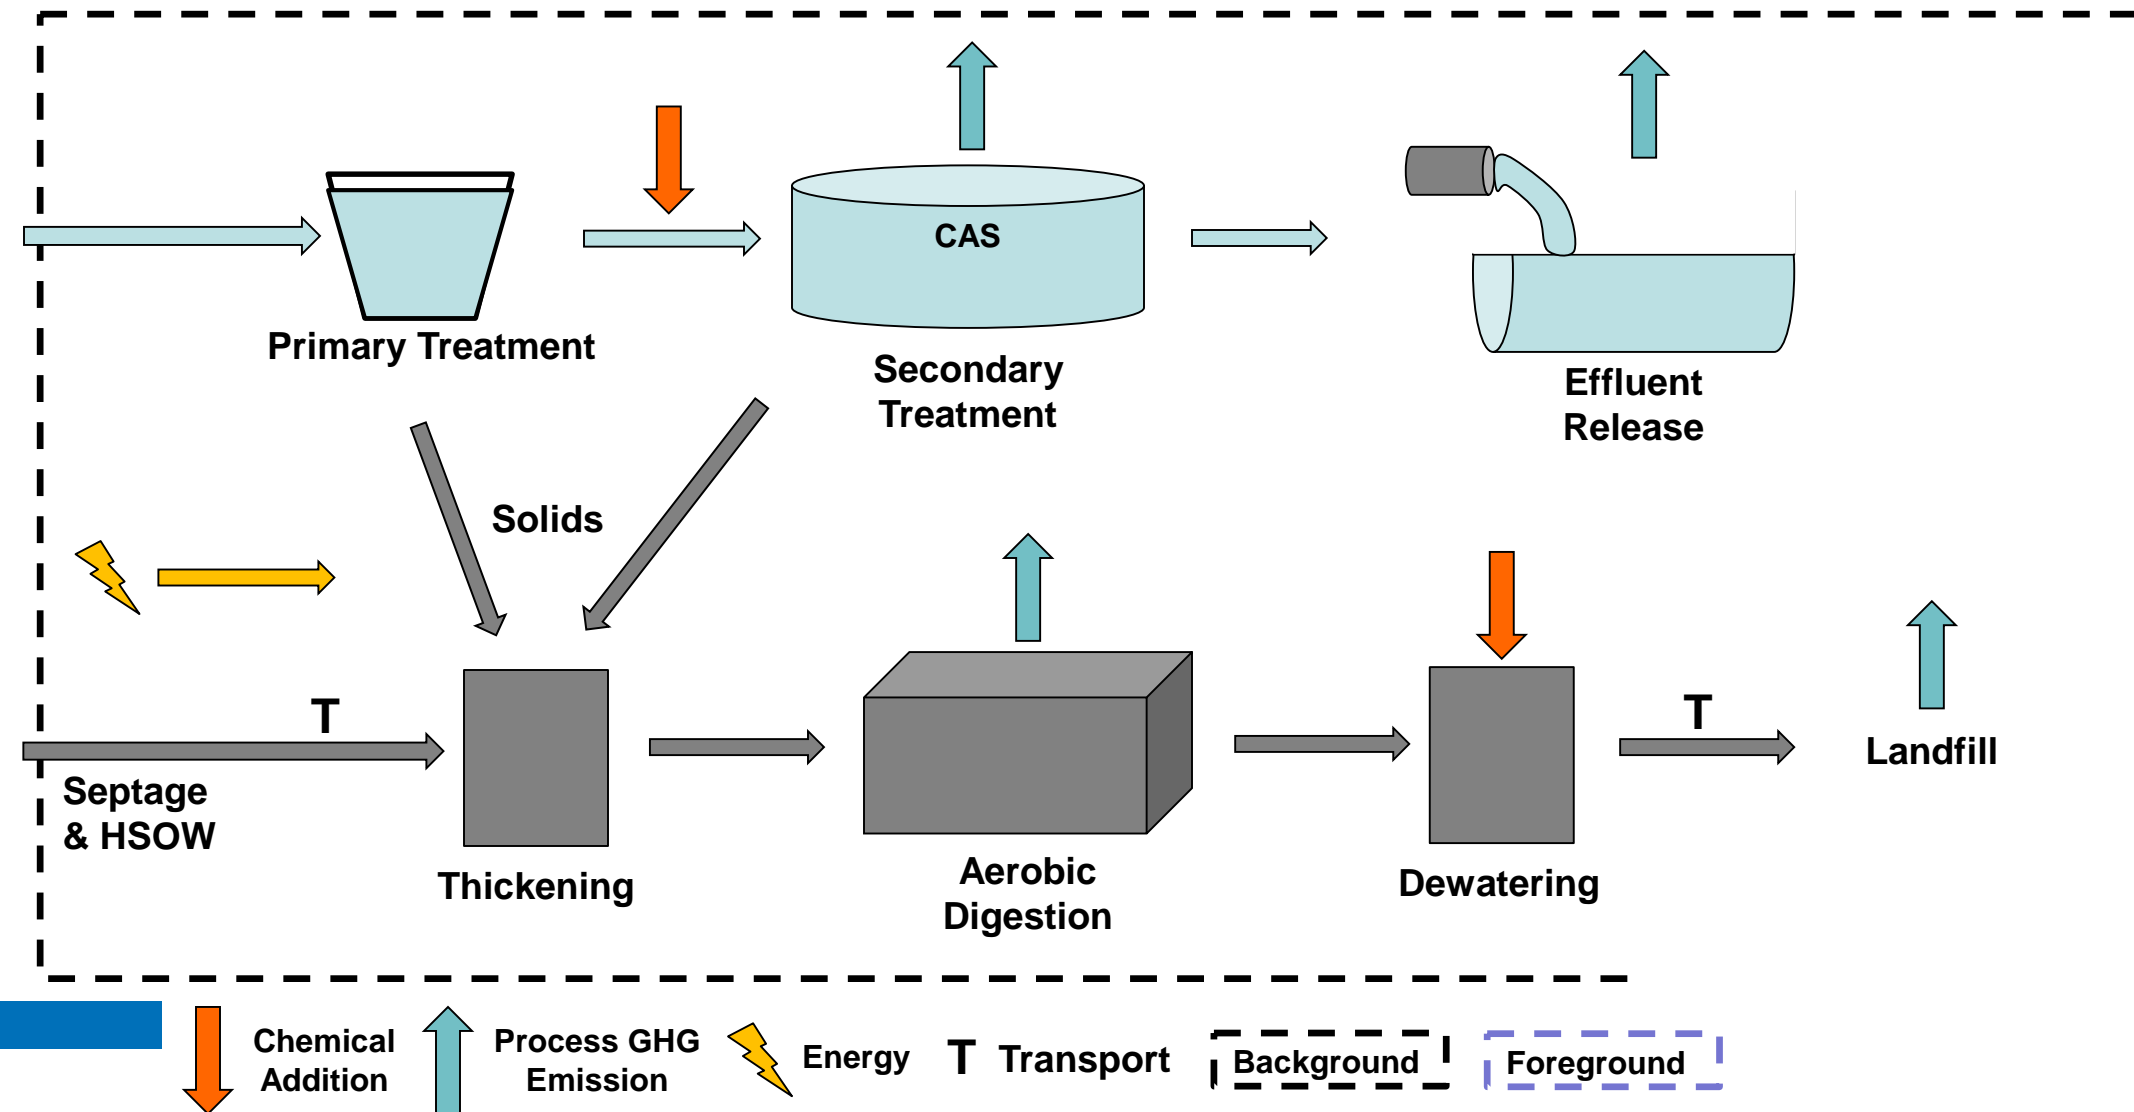 CAS
Primary Treatment
Secondary
Treatment
Effluent
Release
Solids
T
Septage
& HSOW
Thickening
Aerobic
Digestion
Dewatering
T
Landfill
Chemical
Addition
Process GHG
Emission
Energy
T Transport
Background
Foreground